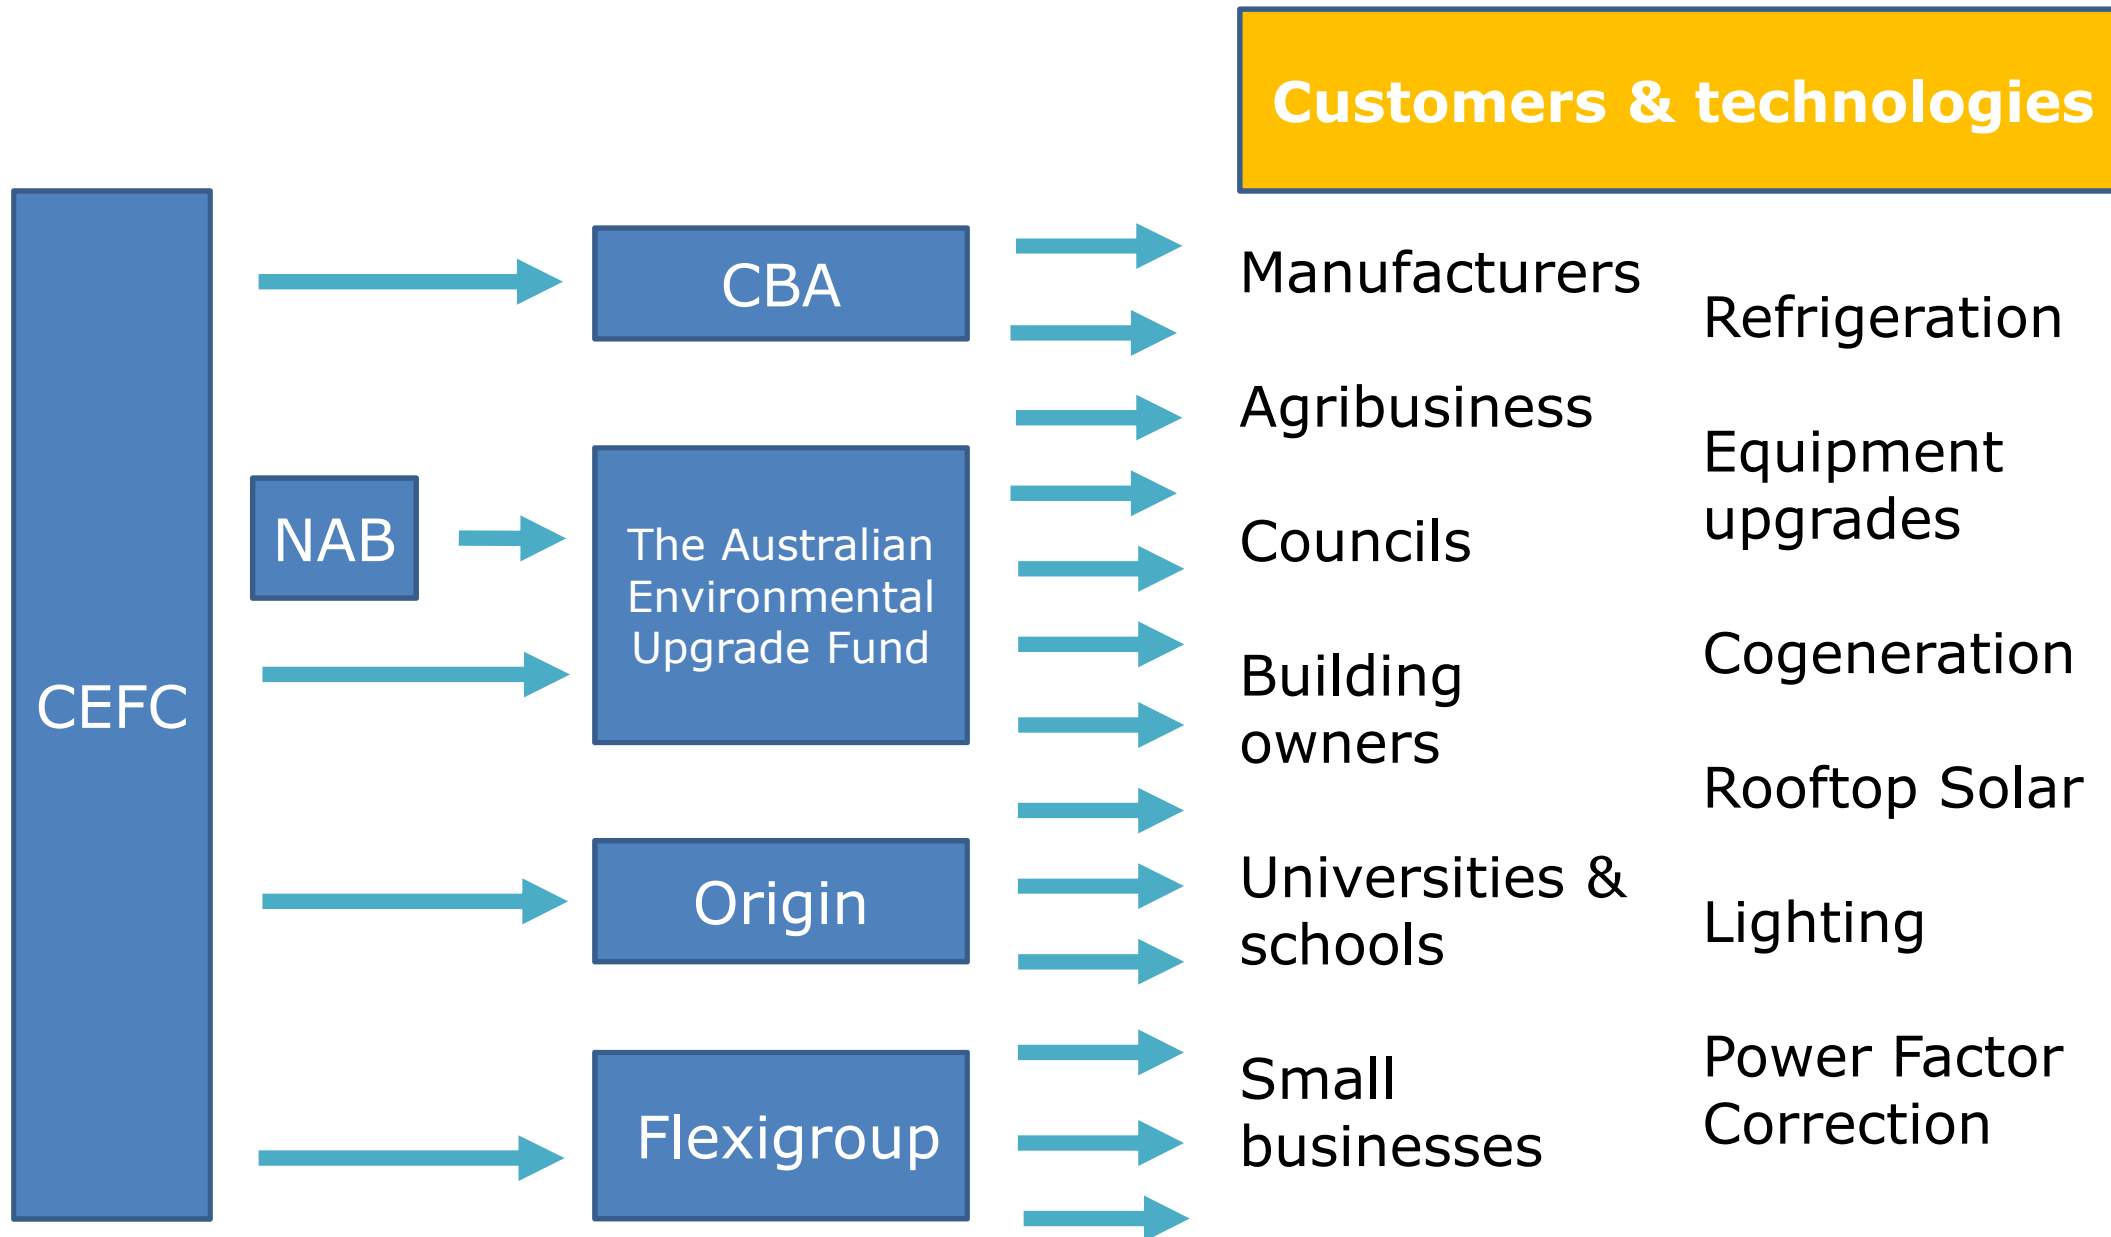 Customers & technologies
CEFC
CBA
NAB
The Australian
Environmental
Upgrade Fund
Origin
Flexigroup
Manufacturers
Agribusiness
Councils
Building
owners
Universities &
schools
Small
businesses
Refrigeration
Equipment
upgrades
Cogeneration
Rooftop Solar
Lighting
Power Factor
Correction